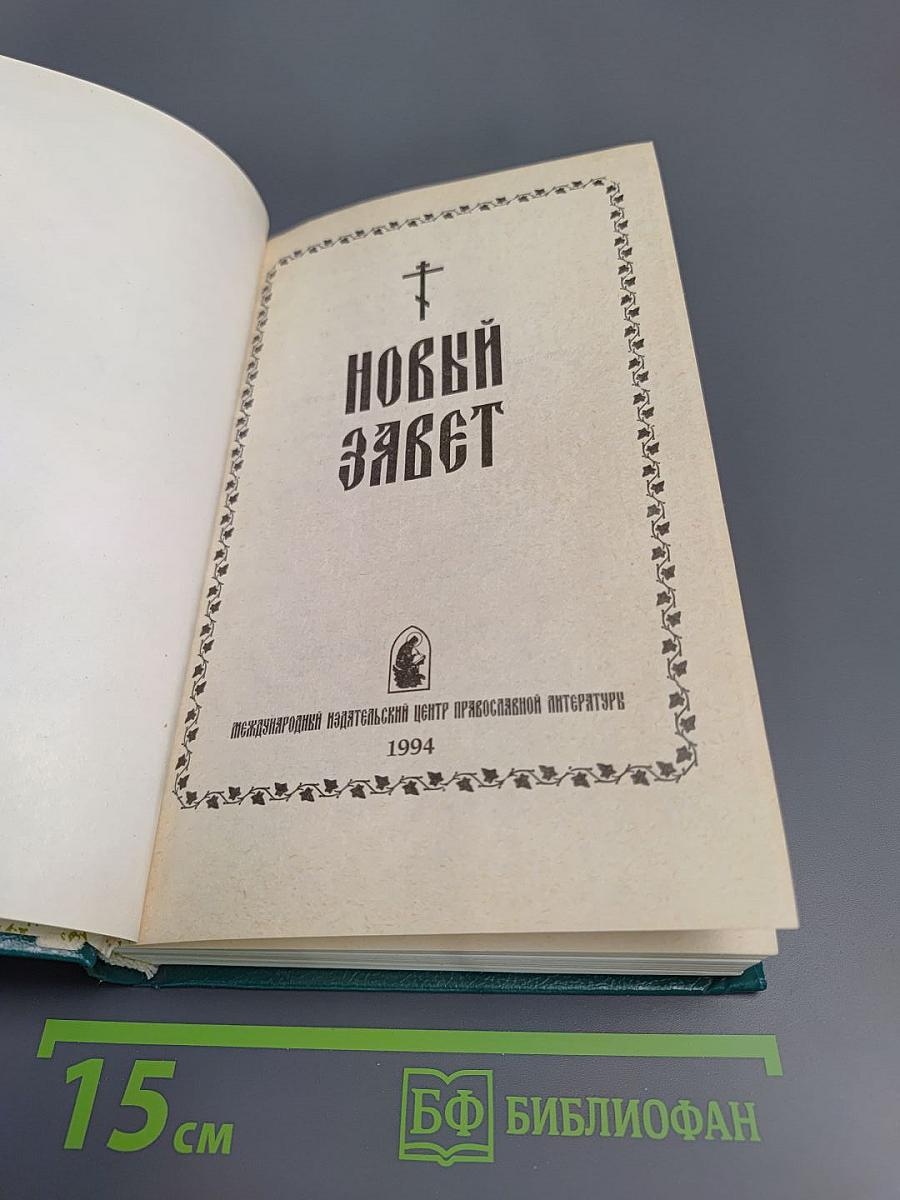 НОВЫЙ
ЗАВЕТ
МЕЖДУНАРОДНЫЙ ИЗДАТЕЛЬСКИЙ ЦЕНТР ПРАВОСЛАВНОЙ ЛИТЕРАТУРЫ
1994
15 см
БФ БИБЛИОФАН